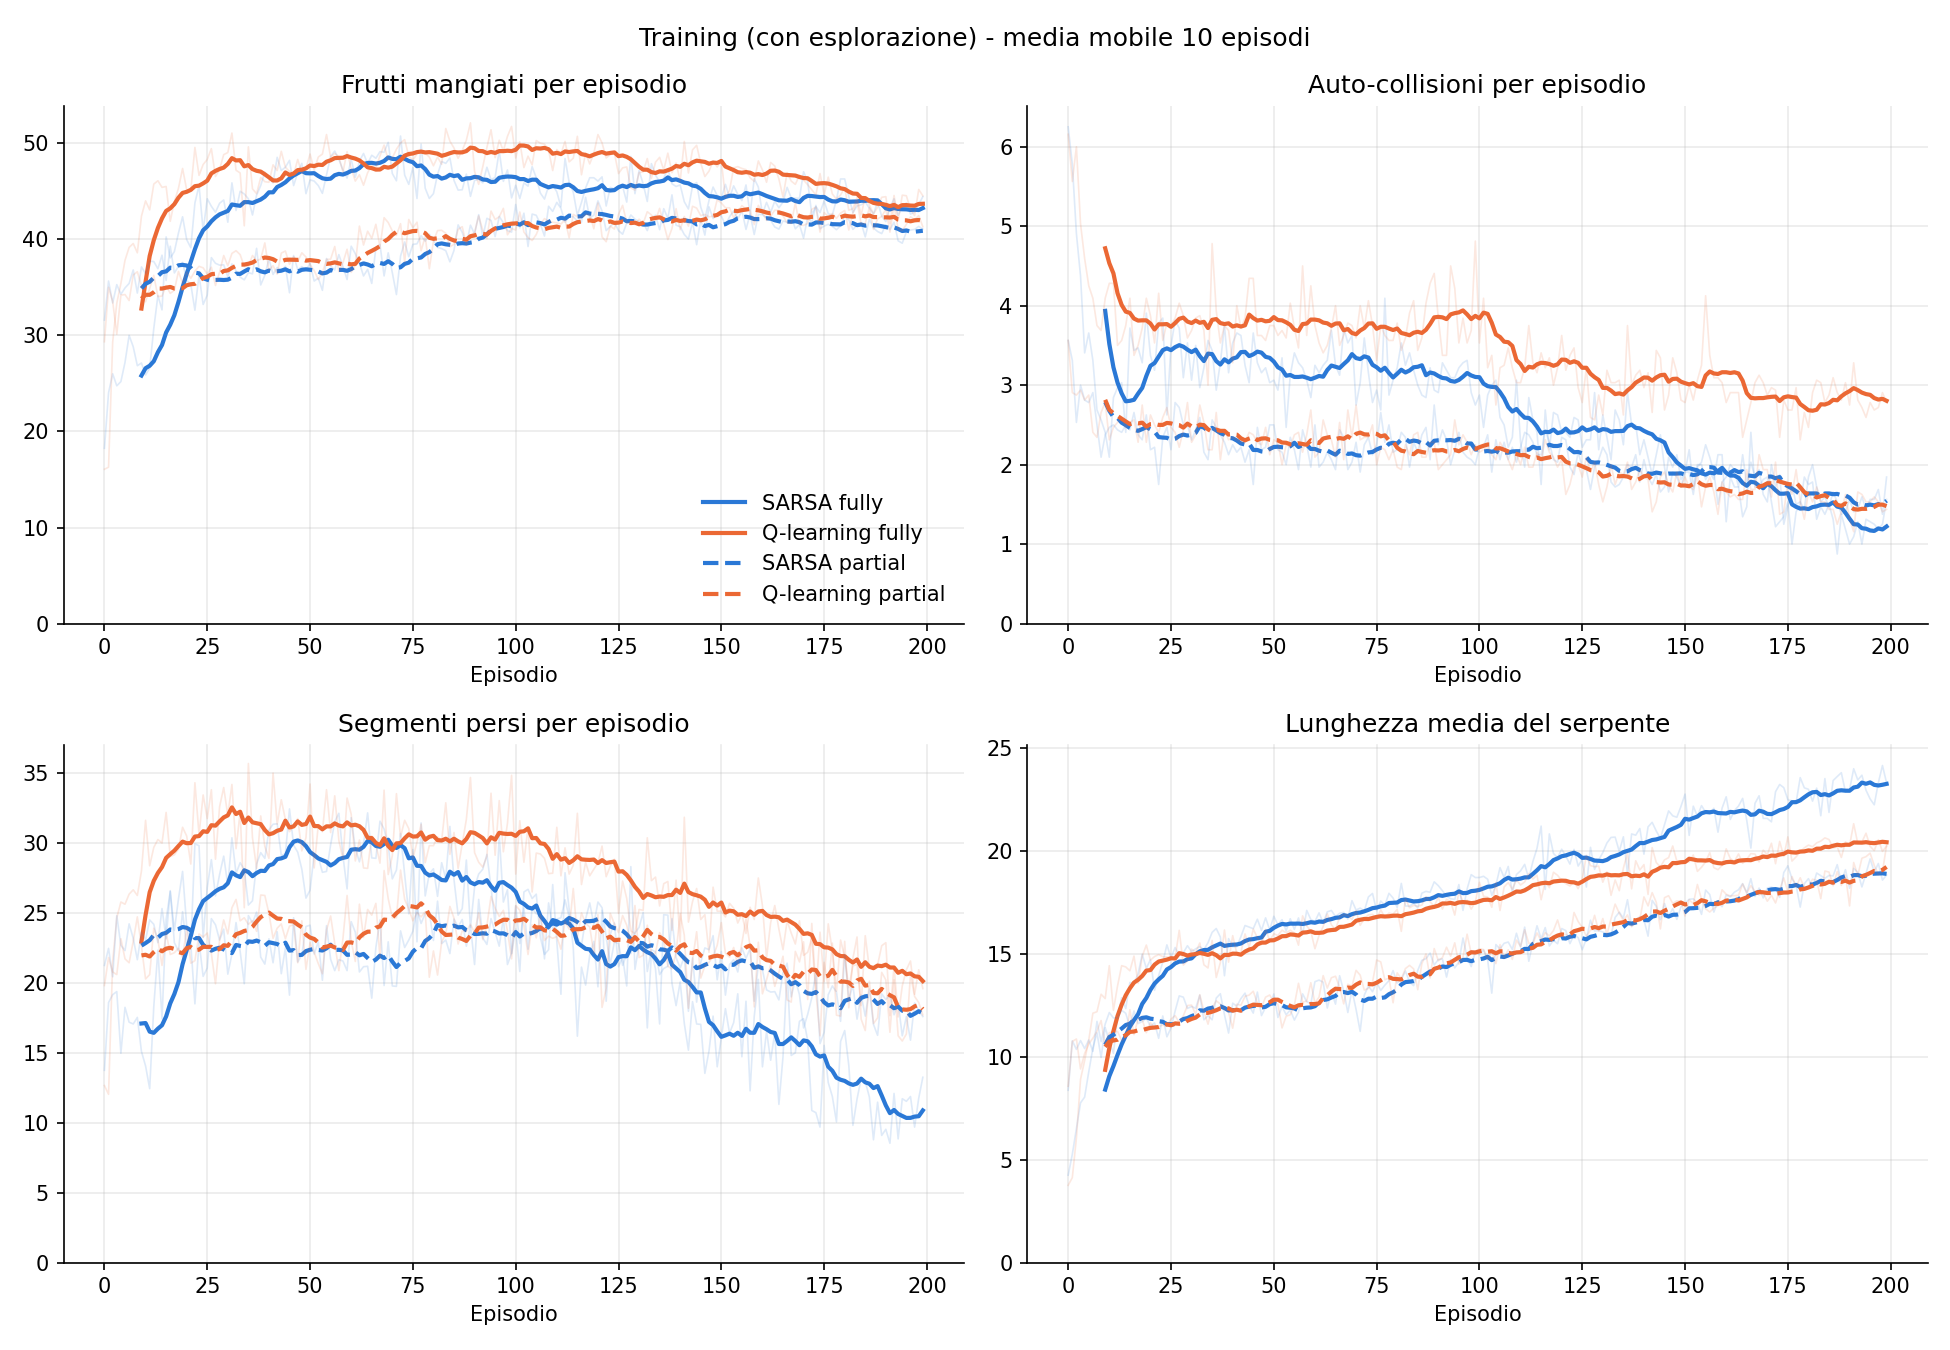 Training (con esplorazione) - media mobile 10 episodi
Frutti mangiati per episodio
50
40
30
20
10
0
SARSA fully
Q-learning fully
SARSA partial
Q-learning partial
0 25 50 75 100 125 150 175 200
Episodio
Auto-collisioni per episodio
6
5
4
3
2
1
0
0 25 50 75 100 125 150 175 200
Episodio
Segmenti persi per episodio
35
30
25
20
15
10
5
0
0 25 50 75 100 125 150 175 200
Episodio
Lunghezza media del serpente
25
20
15
10
5
0
0 25 50 75 100 125 150 175 200
Episodio